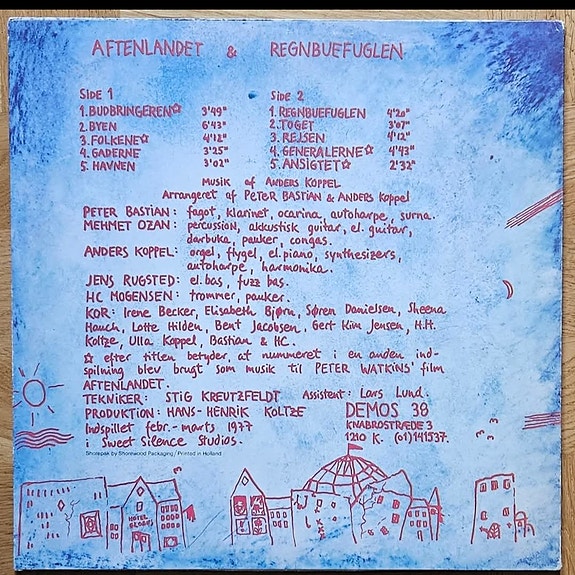 AFTENLANDET & REGNBUEFUGLEN
SIDE 1
1. BUDBRINGEREN☆ 3'49"
2. BYEN 6'43"
3. FOLKENE☆ 4'12"
4. GADERNE 3'25"
5. HAVNEN 3'02"
SIDE 2
1. REGNBUEFUGLEN 4'20"
2. TOGET 3'07"
3. REJSEN 4'12"
4. GENERALERNE☆ 4'43"
5. ANSIGTET☆ 2'32"
MUSIK af ANDERS KOPPEL
Arrangeret af PETER BASTIAN & ANDERS KOPPEL
PETER BASTIAN: fagot, klarinet, ocarina, autoharpe, surna.
MEHMET OZAN: percussion, akkustisk guitar, el. guitar,
darbuka, pauker, congas.
ANDERS KOPPEL: orgel, flygel, el. piano, synthesizers,
autoharpe, harmonika.
JENS RUGSTED: el. bas, fuzz bas.
HC MOGENSEN: trommer, pauker.
KOR: Irene Becker, Elisabeth Bjørn, Søren Danielsen, Sheena
Hauch, Lotte Hilden, Bent Jacobsen, Gert Kim Jensen, H.H.
Koltze, Ulla Koppel, Bastian & HC.
☆ efter titlen betyder, at nummeret i en anden ind-
spilning blev brugt som musik til PETER WATKINS' film
AFTENLANDET.
TEKNIKER: STIG KREUTZFELDT Assistent: Lars Lund.
PRODUKTION: HANS-HENRIK KOLTZE
Indspillet febr.- marts 1977
i Sweet Silence Studios.
DEMOS 38
KNABROSTRÆDE 3
1210 K. (01) 141537.
Shorepak by Shorewood Packaging / Printed in Holland
HOTEL